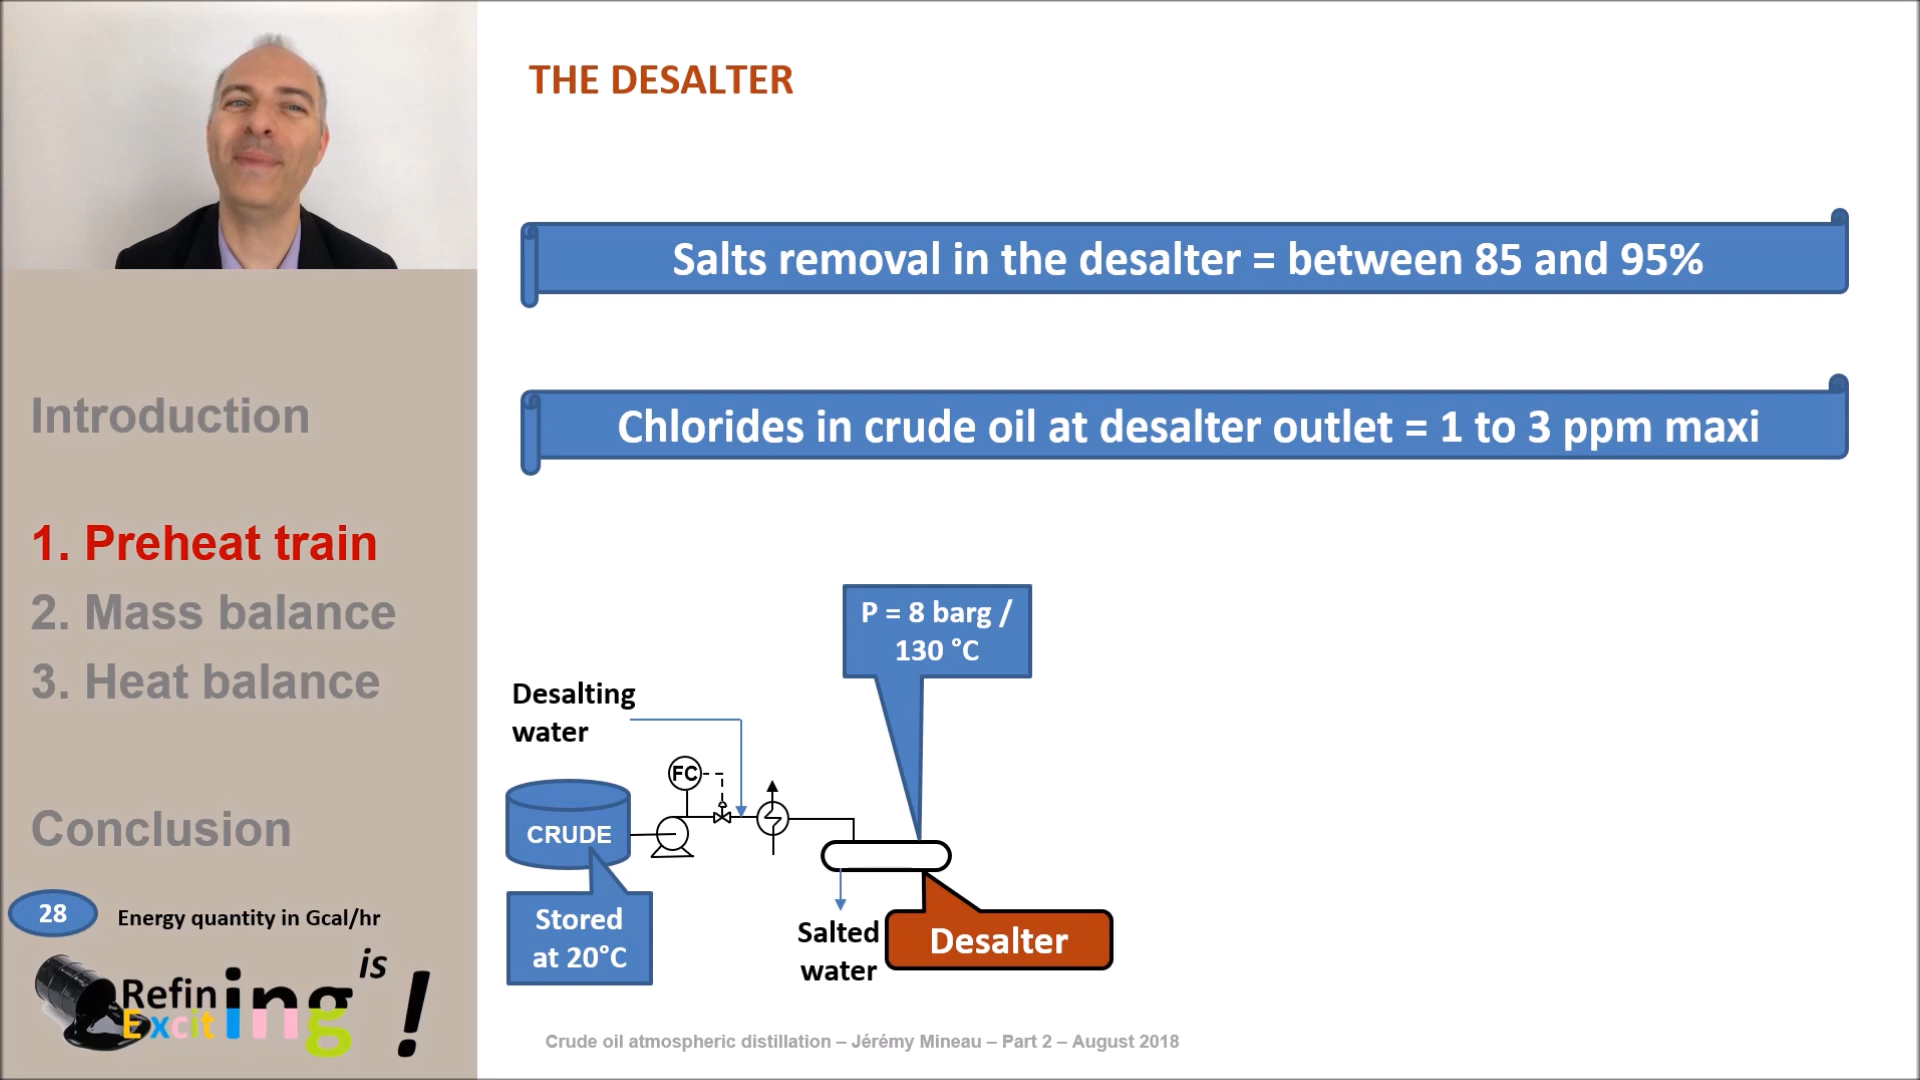 THE DESALTER
Salts removal in the desalter = between 85 and 95%
Chlorides in crude oil at desalter outlet = 1 to 3 ppm maxi
Introduction
1. Preheat train
2. Mass balance
3. Heat balance
Conclusion
28
Energy quantity in Gcal/hr
Refining
is
Exciting
!
P = 8 barg /
130 °C
Desalting
water
FC
CRUDE
Stored
at 20°C
Salted
water
Desalter
Crude oil atmospheric distillation – Jérémy Mineau – Part 2 – August 2018